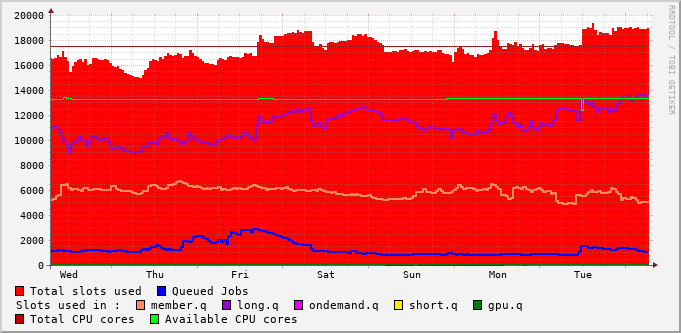 20000
18000
16000
14000
12000
10000
8000
6000
4000
2000
0
Wed Thu Fri Sat Sun Mon Tue
Total slots used Queued Jobs
Slots used in : member.q long.q ondemand.q short.q gpu.q
Total CPU cores Available CPU cores
RRDTOOL / TOBI OETIKER